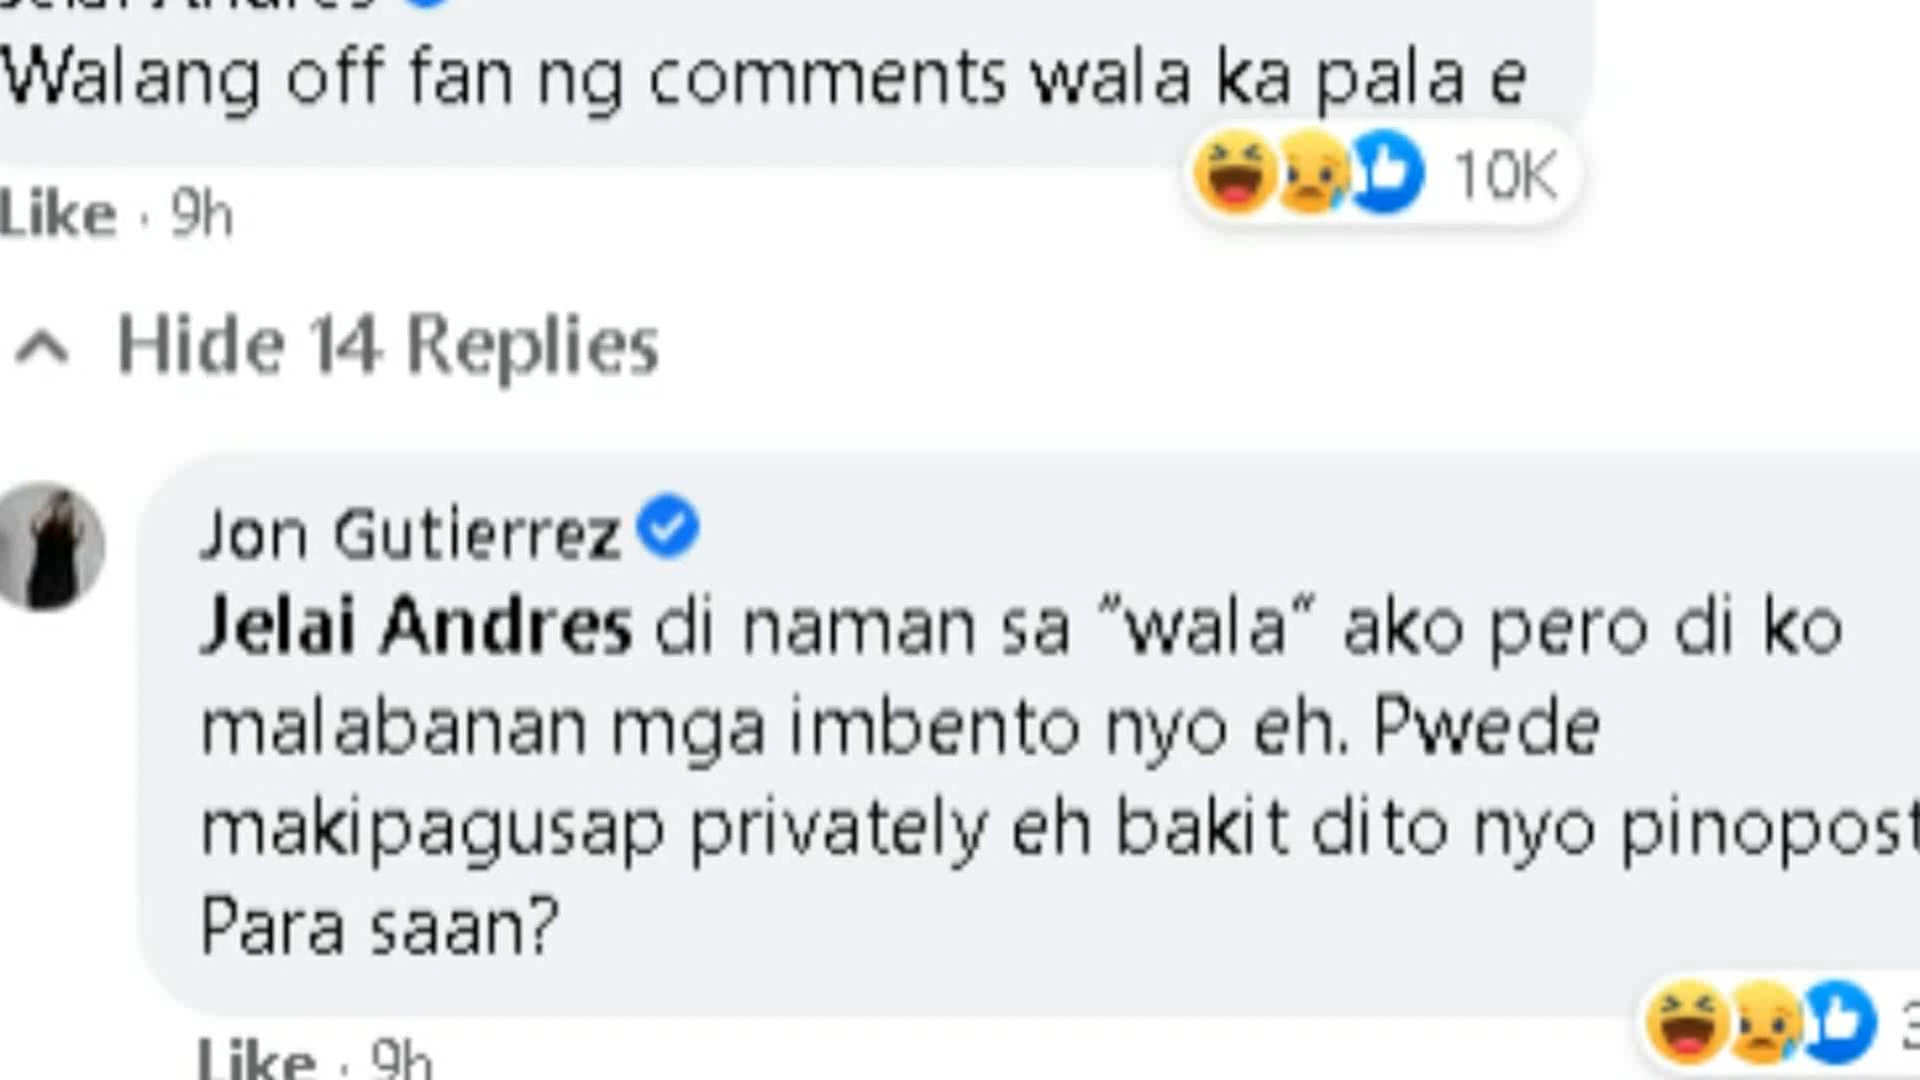 Jelai Andres
Walang off fan ng comments wala ka pala e
10K
Like · 9h
Hide 14 Replies
Jon Gutierrez
Jelai Andres di naman sa "wala" ako pero di ko
malabanan mga imbento nyo eh. Pwede
makipagusap privately eh bakit dito nyo pinopost
Para saan?
Like · 9h